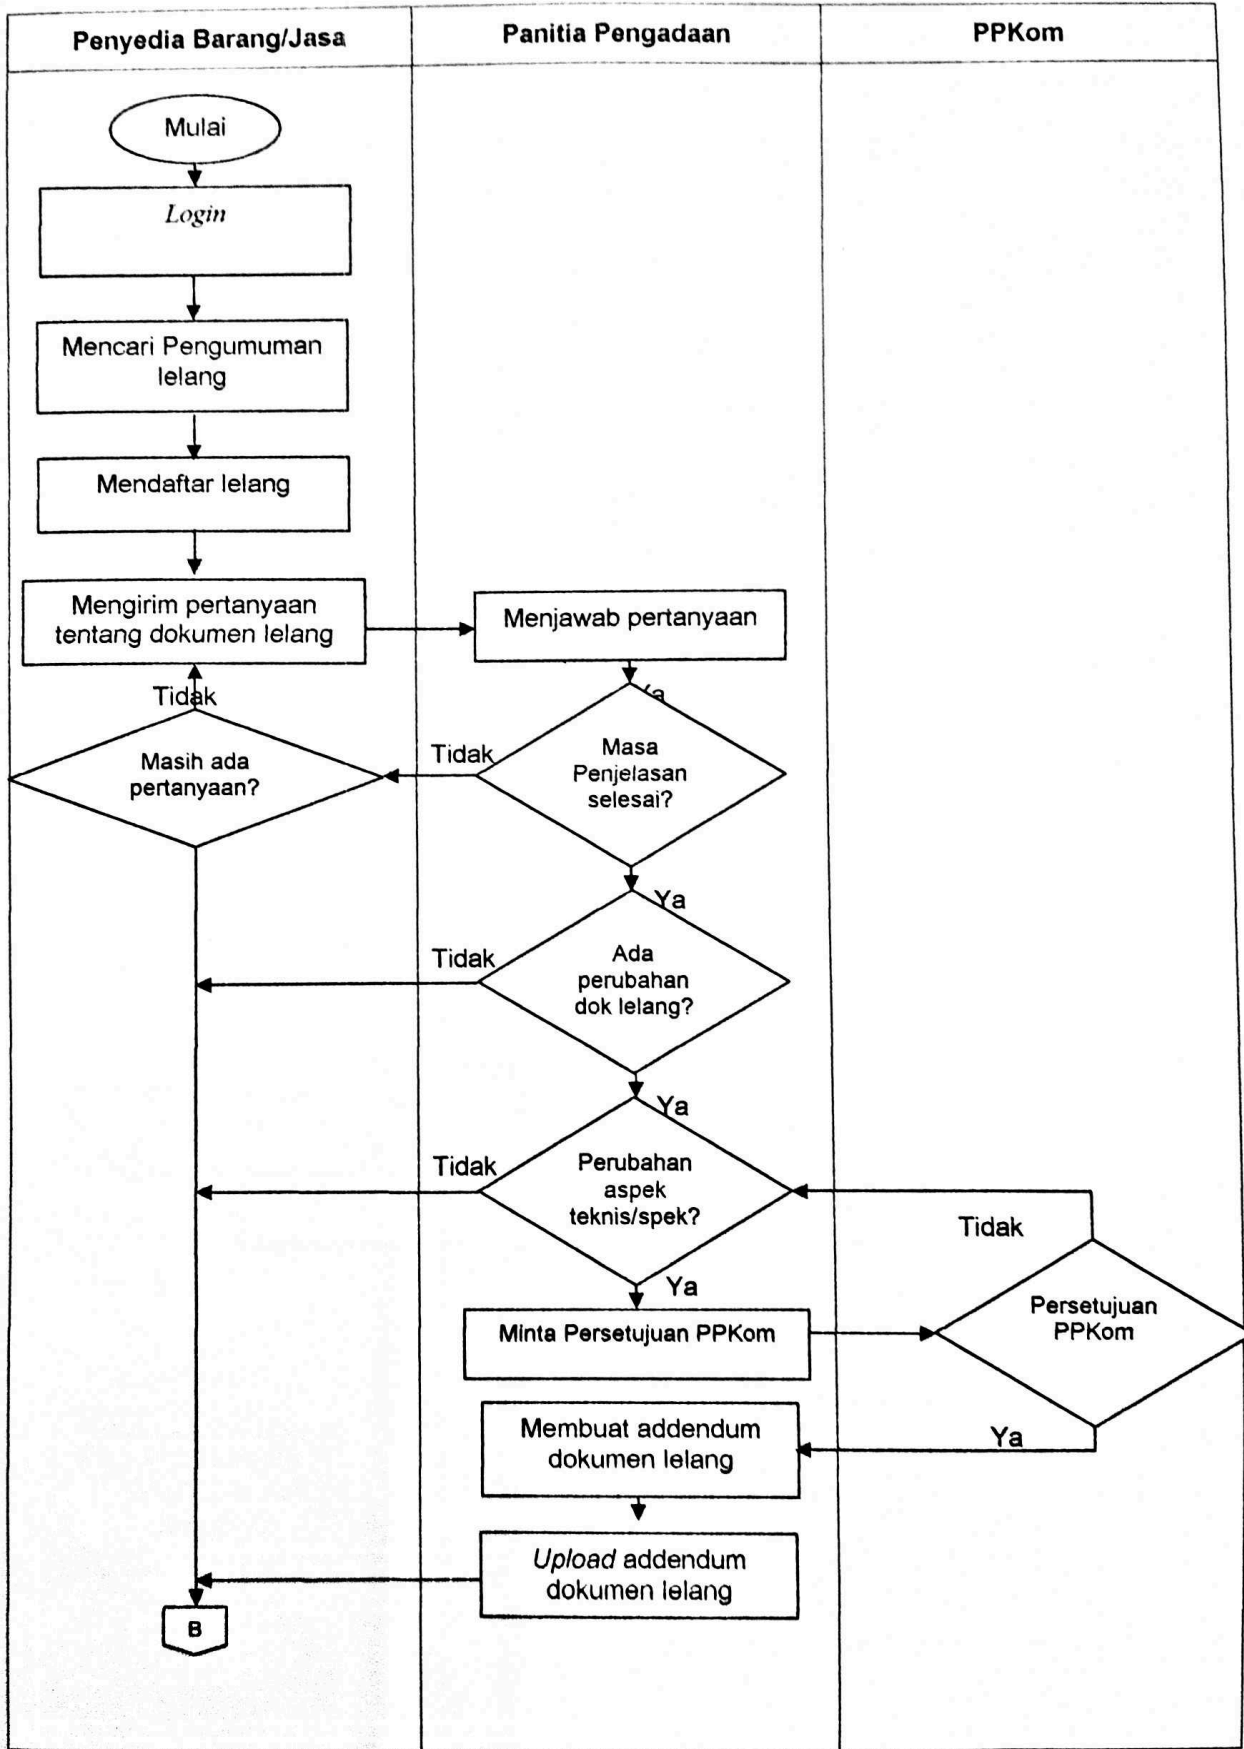 Penyedia Barang/Jasa
Panitia Pengadaan
PPKom
Mulai
Login
Mencari Pengumuman
lelang
Mendaftar lelang
Mengirim pertanyaan
tentang dokumen lelang
Menjawab pertanyaan
Ya
Tidak
Masih ada
pertanyaan?
Tidak
Masa
Penjelasan
selesai?
Ya
Tidak
Ada
perubahan
dok lelang?
Ya
Tidak
Perubahan
aspek
teknis/spek?
Tidak
Ya
Minta Persetujuan PPKom
Persetujuan
PPKom
Membuat addendum
dokumen lelang
Ya
Upload addendum
dokumen lelang
B